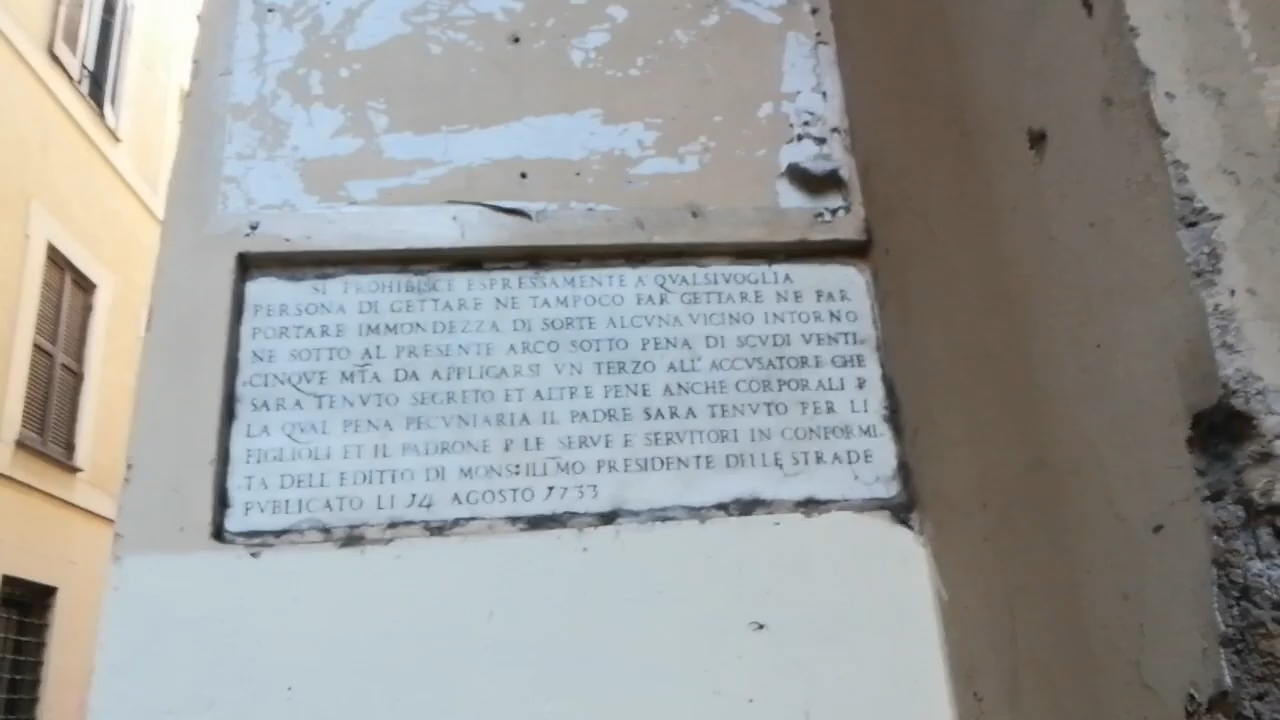 SI PROHIBISCE ESPRESSAMENTE A' QVALSIVOGLIA
PERSONA DI GETTARE NE TAMPOCO FAR GETTARE NE FAR
PORTARE IMMONDEZZA DI SORTE ALCVNA VICINO INTORNO
NE SOTTO AL PRESENTE ARCO SOTTO PENA DI SCVDI VENTI-
-CINQVE MTA DA APPLICARSI VN TERZO ALL' ACCVSATORE CHE
SARA TENVTO SEGRETO ET ALTRE PENE ANCHE CORPORALI P
LA QVAL PENA PECVNIARIA IL PADRE SARA TENVTO PER LI
FIGLIOLI ET IL PADRONE P LE SERVE E' SERVITORI IN CONFORMI-
-TA DELL EDITTO DI MONS: ILLMO PRESIDENTE DELLE STRADE
PVBLICATO LI 14 AGOSTO 1733